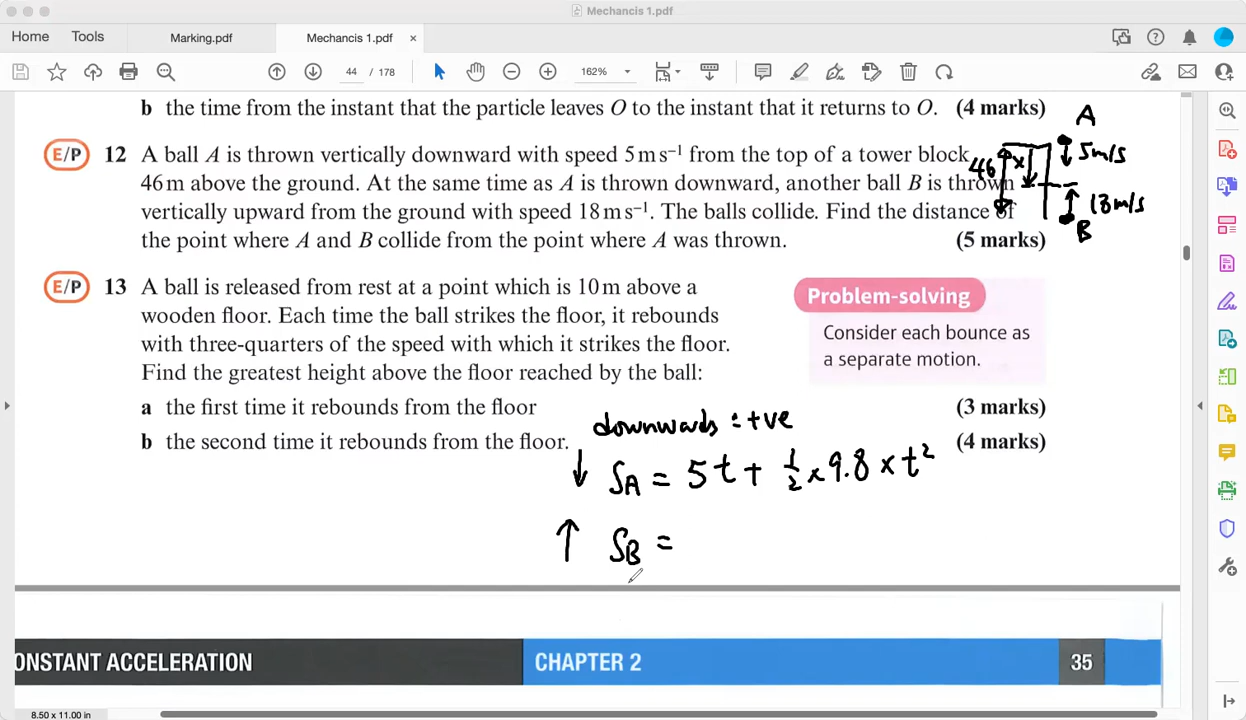 Mechancis 1.pdf
Home Tools Marking.pdf Mechancis 1.pdf ×
44 / 178 162%
b the time from the instant that the particle leaves O to the instant that it returns to O. (4 marks)
E/P 12 A ball A is thrown vertically downward with speed 5 m s⁻¹ from the top of a tower block
46 m above the ground. At the same time as A is thrown downward, another ball B is thrown
vertically upward from the ground with speed 18 m s⁻¹. The balls collide. Find the distance of
the point where A and B collide from the point where A was thrown. (5 marks)
A
5m/s
46 x
18m/s
B
E/P 13 A ball is released from rest at a point which is 10 m above a
wooden floor. Each time the ball strikes the floor, it rebounds
with three-quarters of the speed with which it strikes the floor.
Find the greatest height above the floor reached by the ball:
Problem-solving
Consider each bounce as
a separate motion.
a the first time it rebounds from the floor (3 marks)
b the second time it rebounds from the floor. (4 marks)
downwards : +ve
↓ S_A = 5t + 1/2 × 9.8 × t²
↑ S_B =
ONSTANT ACCELERATION CHAPTER 2 35
8.50 x 11.00 in